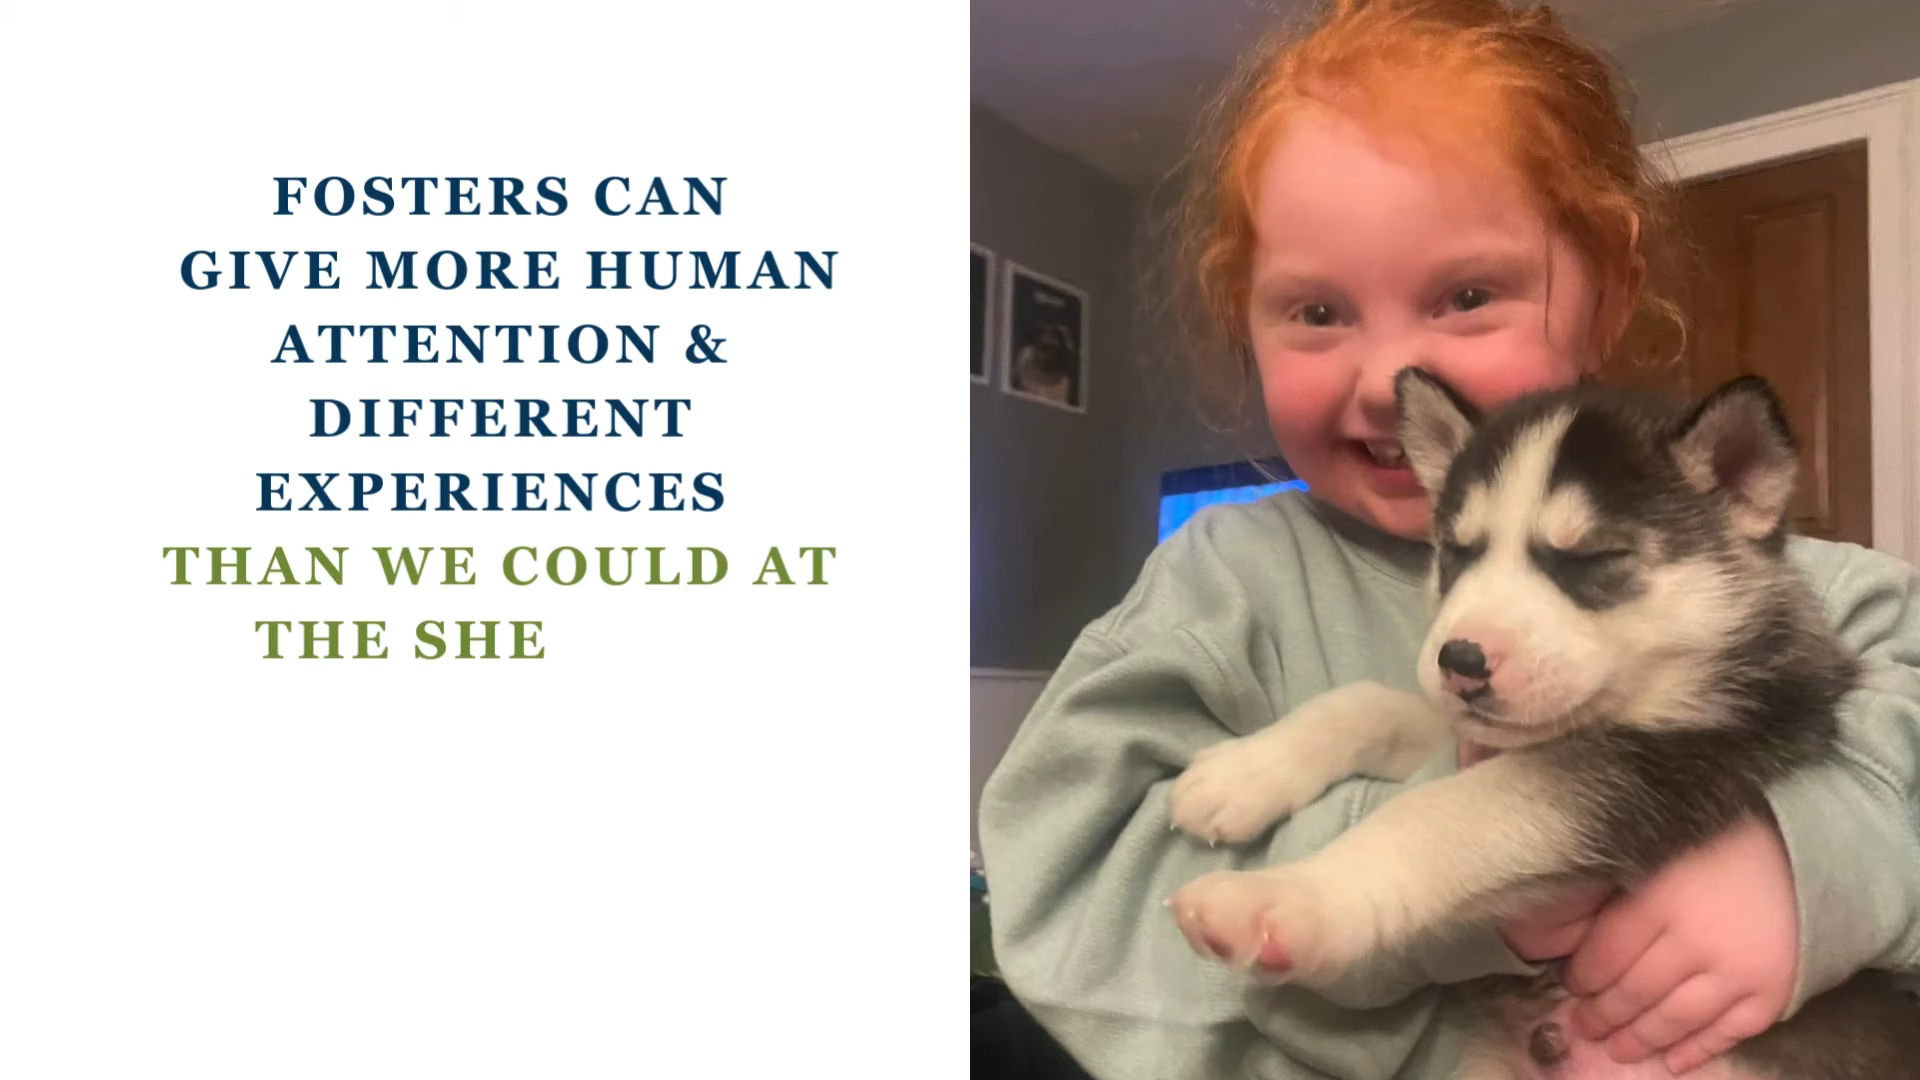 FOSTERS CAN
GIVE MORE HUMAN
ATTENTION &
DIFFERENT
EXPERIENCES
THAN WE COULD AT
THE SHE